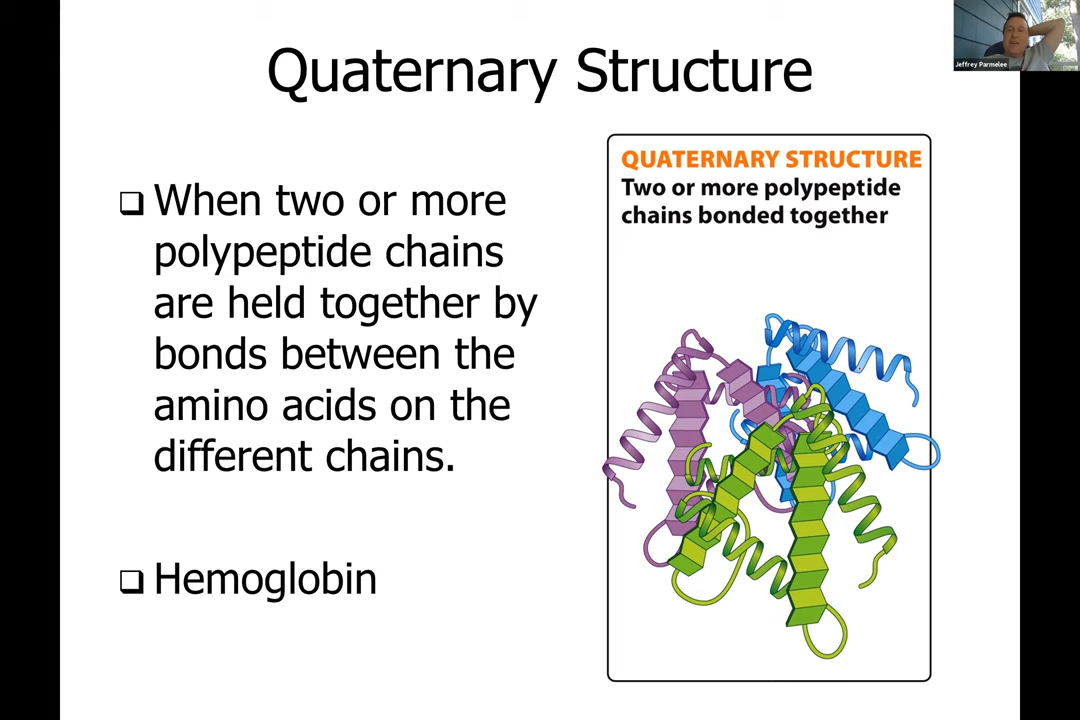 Quaternary Structure
Jeffrey Parmelee
When two or more
polypeptide chains
are held together by
bonds between the
amino acids on the
different chains.
Hemoglobin
QUATERNARY STRUCTURE
Two or more polypeptide
chains bonded together